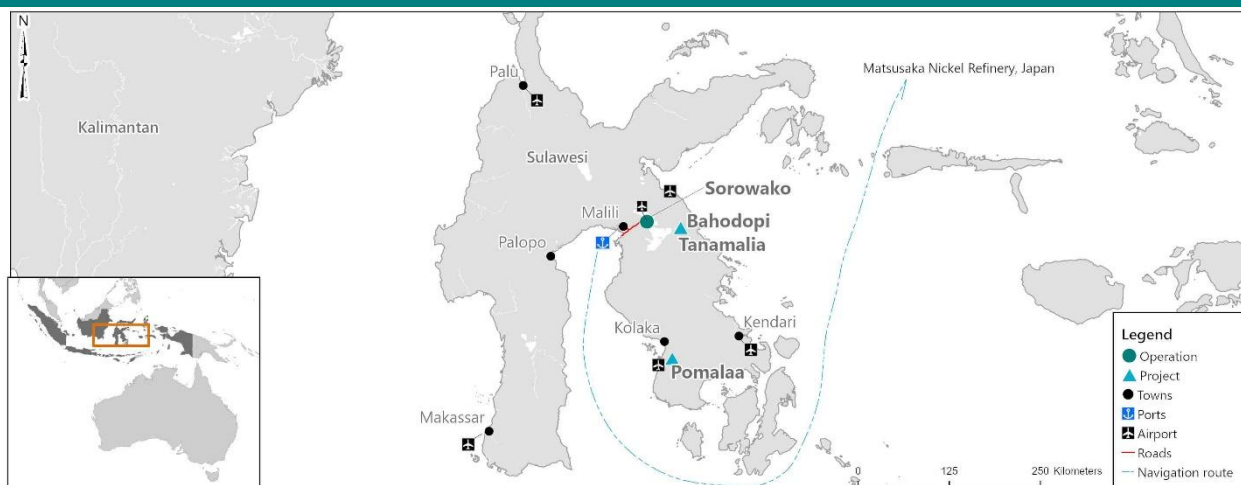 N
Matsusaka Nickel Refinery, Japan
Palu
Kalimantan
Sulawesi
Sorowako
Malili
Bahodopi
Tanamalia
Palopo
Kolaka
Kendari
Pomalaa
Makassar
Legend
Operation
Project
Towns
Ports
Airport
Roads
Navigation route
0 125 250 Kilometers